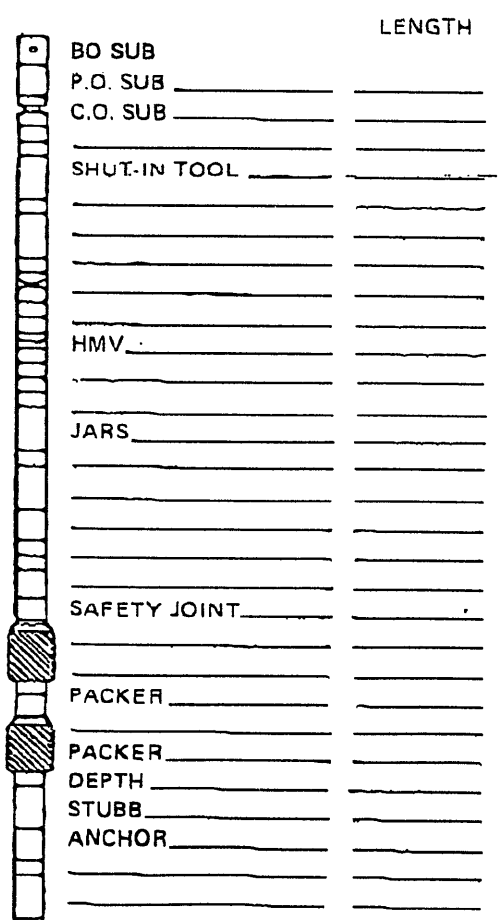 LENGTH
BO SUB
P.O. SUB
C.O. SUB
SHUT-IN TOOL
HMV
JARS
SAFETY JOINT
PACKER
PACKER
DEPTH
STUBB
ANCHOR